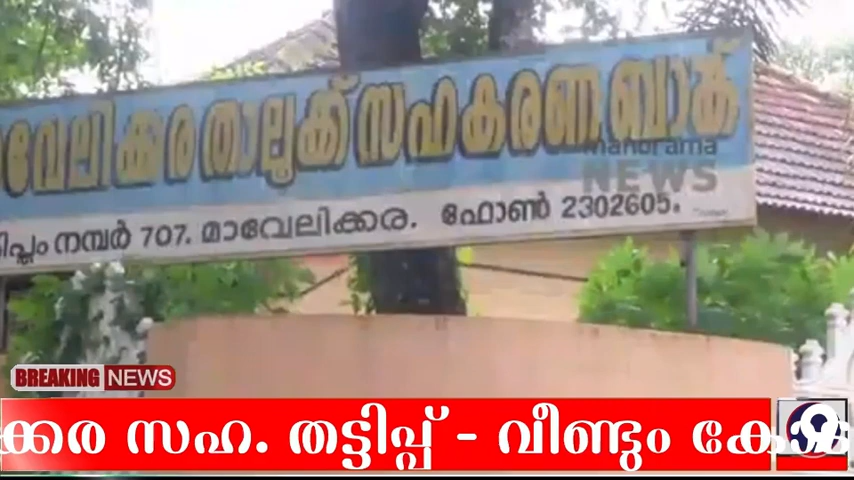 വേലിക്കര താലൂക്ക് സഹകരണ ബാങ്ക്
നമ്പർ 707. മാവേലിക്കര. ഫോൺ 2302605.
manorama
NEWS
BREAKING NEWS
ക്കര സഹ. തട്ടിപ്പ് - വീണ്ടും